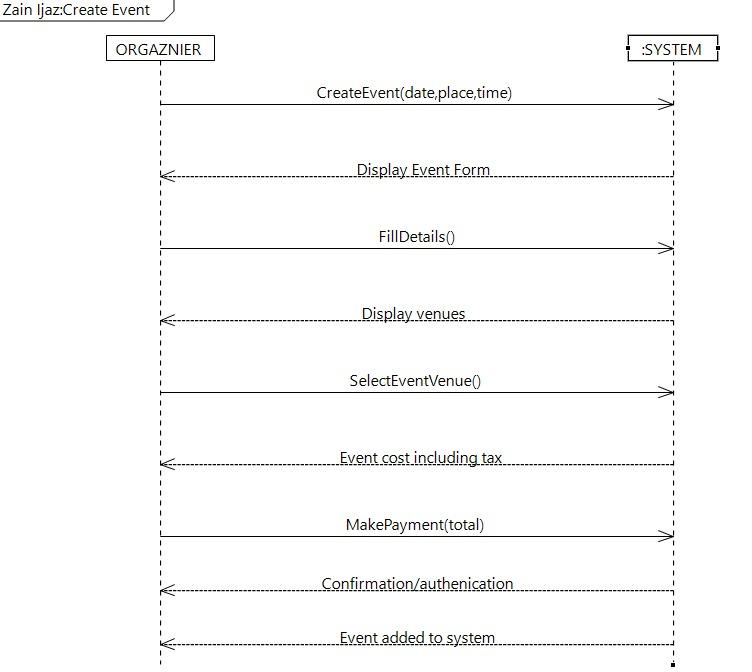 Zain Ijaz:Create Event
ORGAZNIER
:SYSTEM
CreateEvent(date,place,time)
Display Event Form
FillDetails()
Display venues
SelectEventVenue()
Event cost including tax
MakePayment(total)
Confirmation/authenication
Event added to system